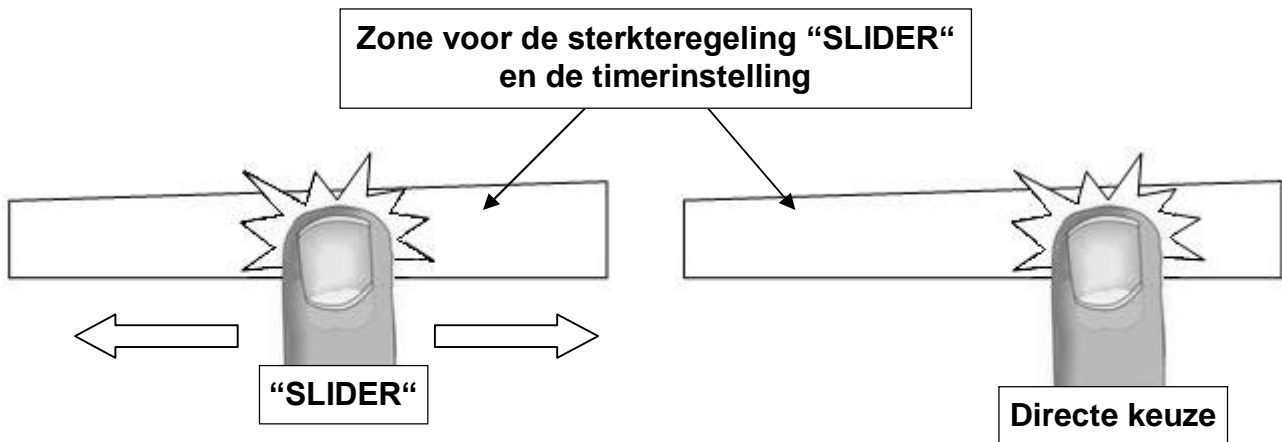 Zone voor de sterkteregeling “SLIDER“
en de timerinstelling
“SLIDER“
Directe keuze